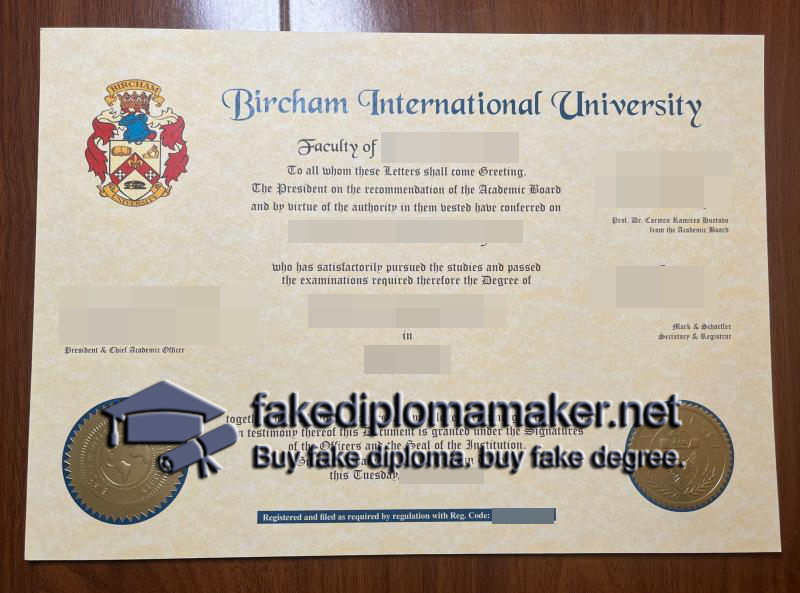 BIRCHAM
UNIVERSITY
Bircham International University
Faculty of
To all whom these Letters shall come Greeting.
The President on the recommendation of the Academic Board
and by virtue of the authority in them vested have conferred on
Prof. Dr. Carmen Ramirez Huetobo
from the Academic Board
who has satisfactorily pursued the studies and passed
the examinations required therefore the Degree of
in
Mark & Schaeffer
Secretary & Registrar
President & Chief Academic Officer
fakediplomamaker.net
testimony thereof this Document is granted under the Signatures
of the Officers and the Seal of the Institution.
Buy fake diploma, buy fake degree.
this Tuesday,
Registered and filed as required by regulation with Reg. Code: